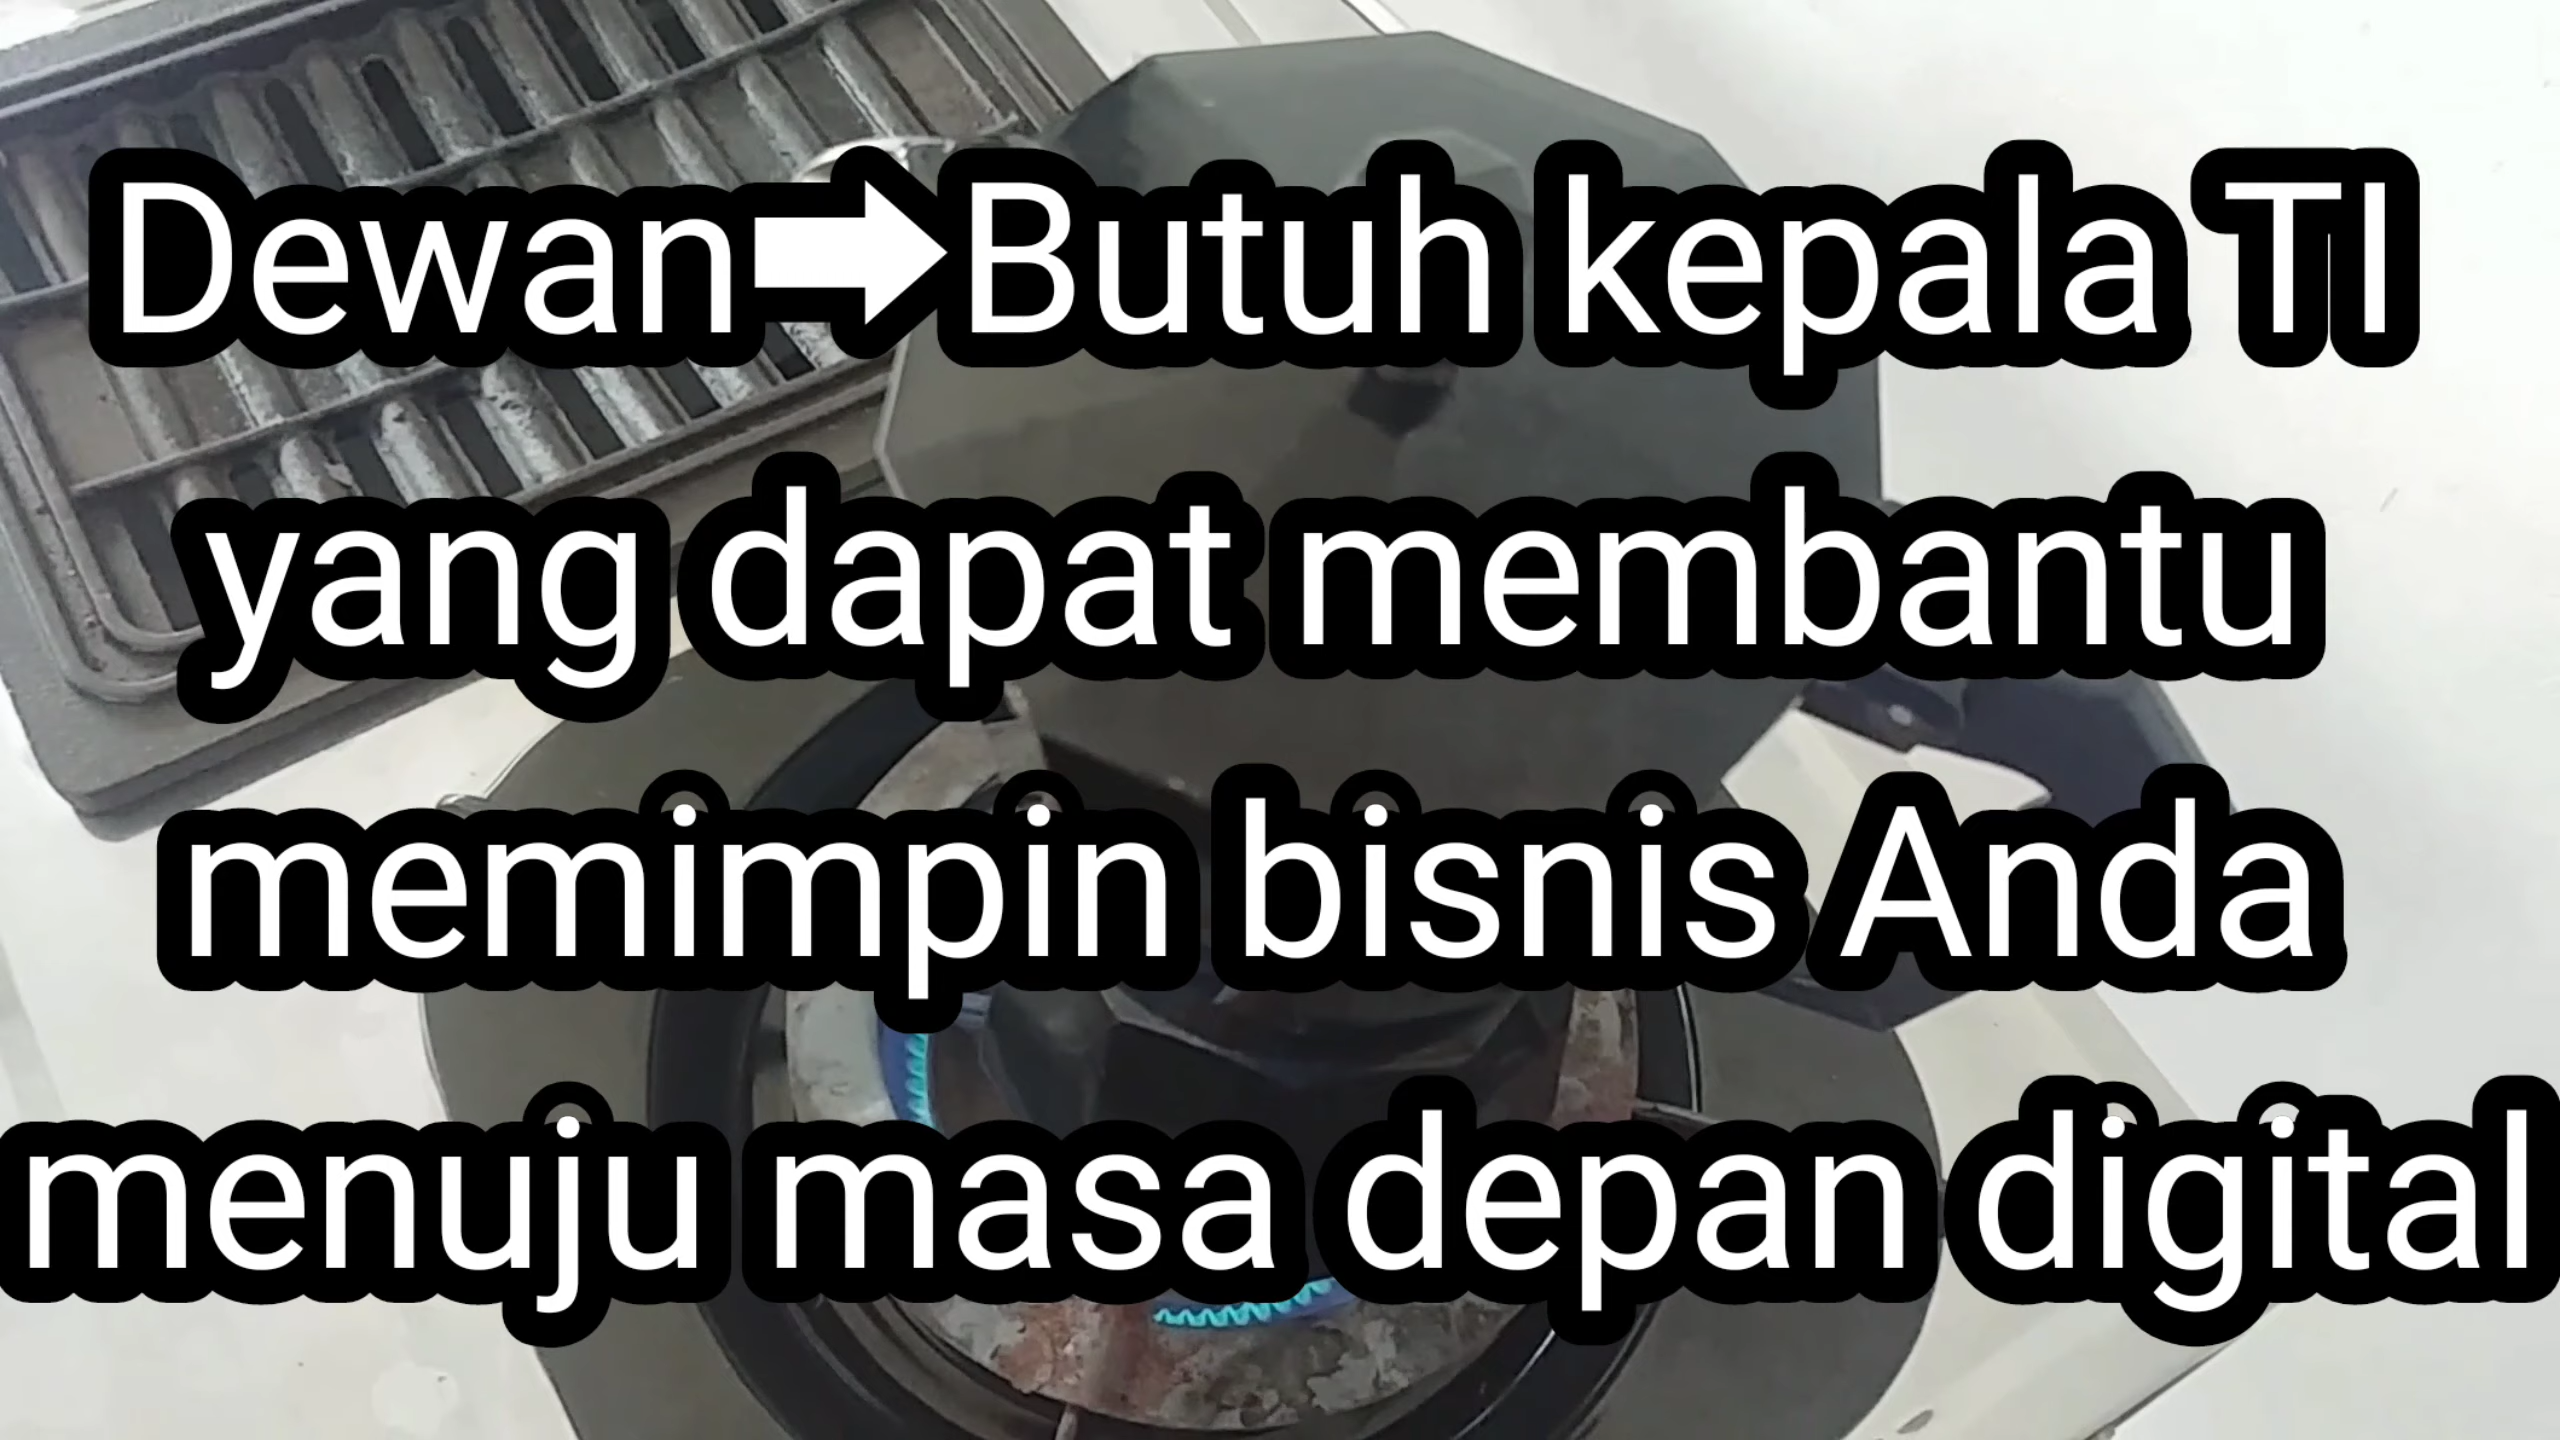 Dewan➡Butuh kepala TI
yang dapat membantu
memimpin bisnis Anda
menuju masa depan digital